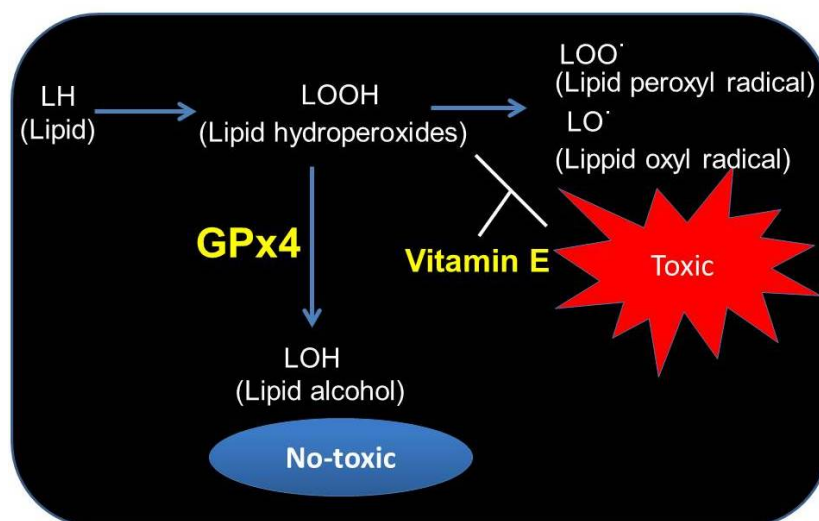 LH
(Lipid)
LOOH
(Lipid hydroperoxides)
LOO˙
(Lipid peroxyl radical)
LO˙
(Lippid oxyl radical)
GPx4
Vitamin E
Toxic
LOH
(Lipid alcohol)
No-toxic